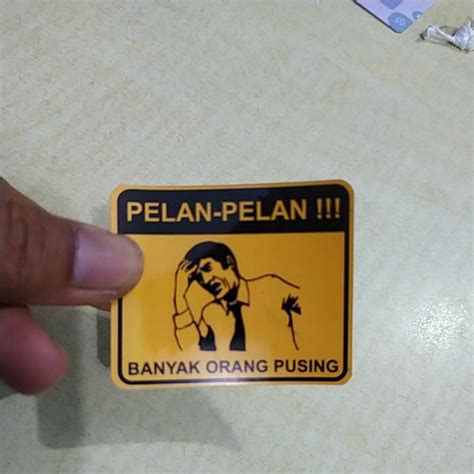 PELAN-PELAN !!!
BANYAK ORANG PUSING